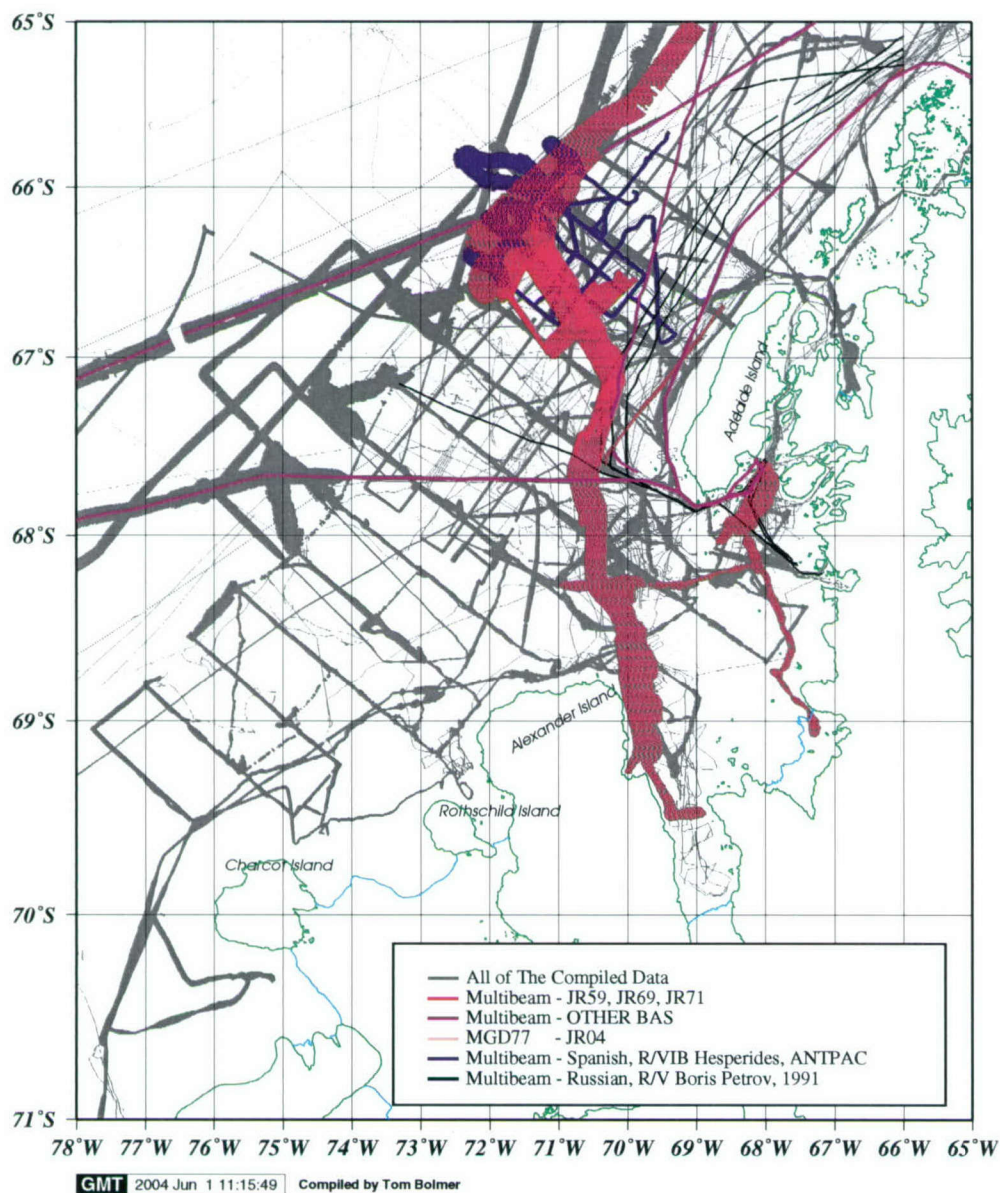 65˚S
66˚S
67˚S
68˚S
69˚S
70˚S
71˚S
Adelaide Island
Alexander Island
Rothschild Island
Charcot Island
All of The Compiled Data
Multibeam - JR59, JR69, JR71
Multibeam - OTHER BAS
MGD77 - JR04
Multibeam - Spanish, R/VIB Hesperides, ANTPAC
Multibeam - Russian, R/V Boris Petrov, 1991
78˚W 77˚W 76˚W 75˚W 74˚W 73˚W 72˚W 71˚W 70˚W 69˚W 68˚W 67˚W 66˚W 65˚W
GMT 2004 Jun 1 11:15:49 Compiled by Tom Bolmer